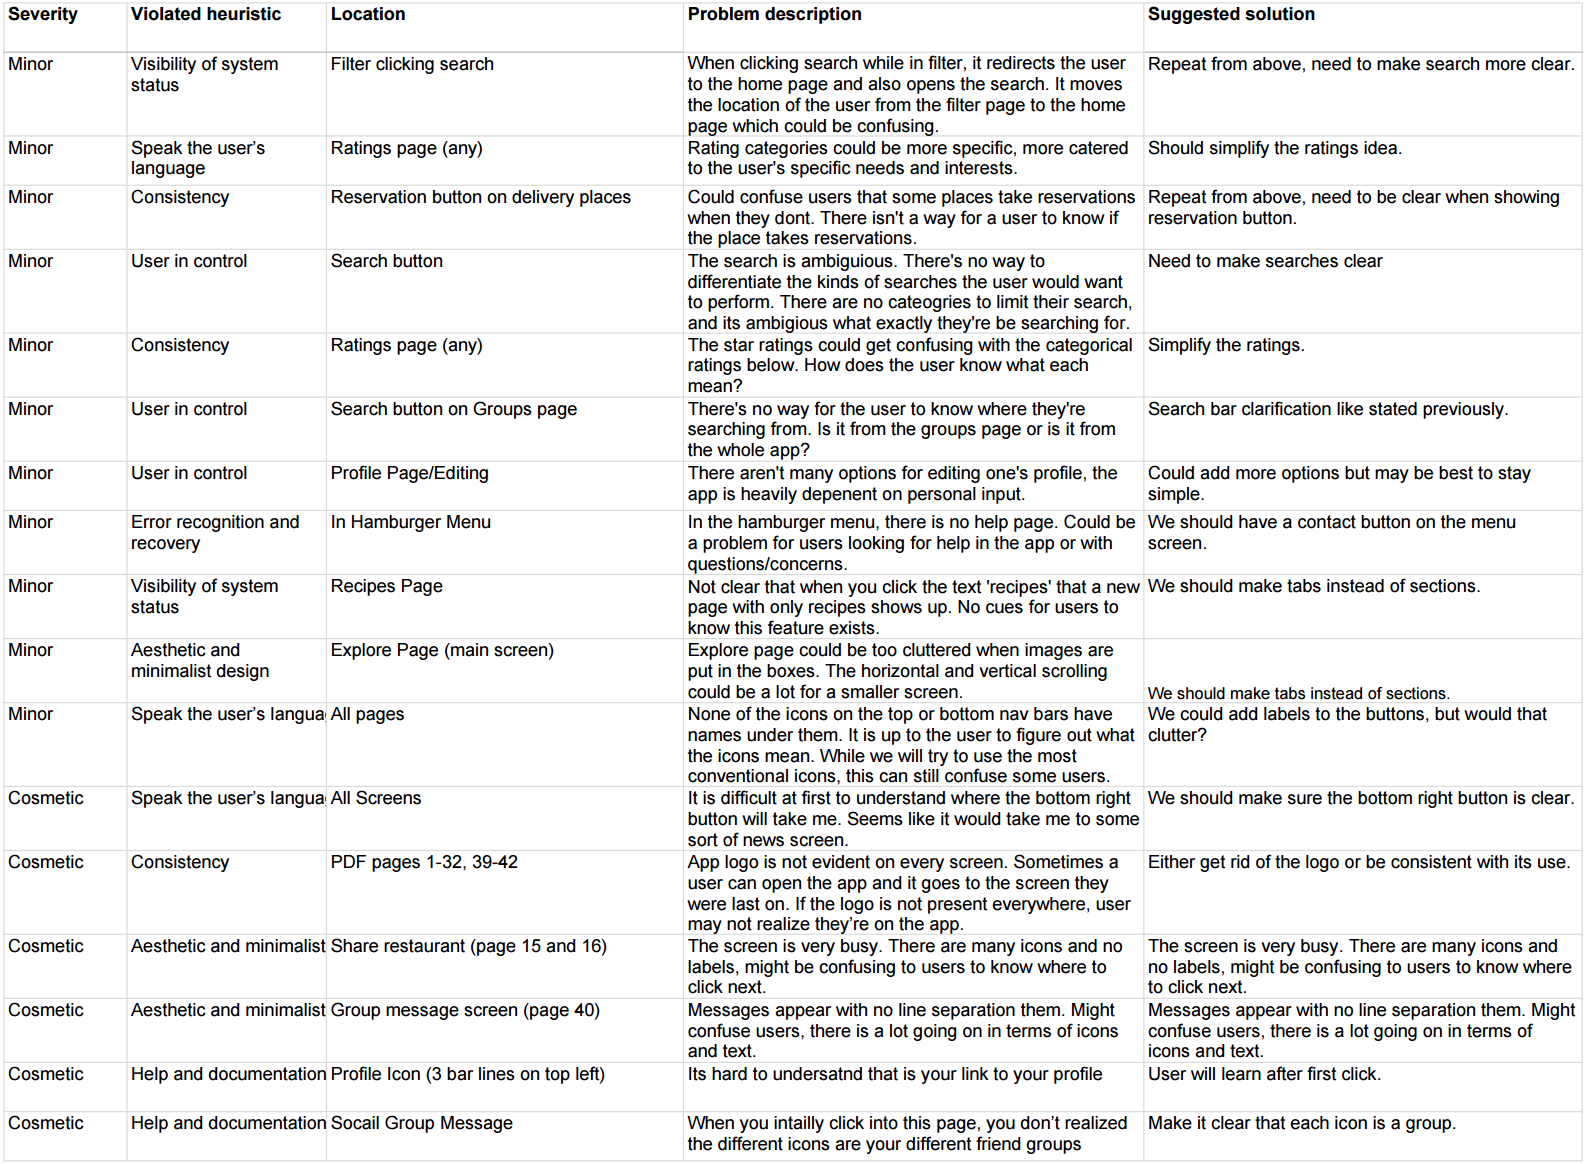 Severity Violated heuristic Location Problem description Suggested solution
Minor Visibility of system Filter clicking search When clicking search while in filter, it redirects the user Repeat from above, need to make search more clear.
status to the home page and also opens the search. It moves
the location of the user from the filter page to the home
page which could be confusing.
Minor Speak the user’s Ratings page (any) Rating categories could be more specific, more catered Should simplify the ratings idea.
language to the user's specific needs and interests.
Minor Consistency Reservation button on delivery places Could confuse users that some places take reservations Repeat from above, need to be clear when showing
when they dont. There isn't a way for a user to know if reservation button.
the place takes reservations.
Minor User in control Search button The search is ambiguious. There's no way to Need to make searches clear
differentiate the kinds of searches the user would want
to perform. There are no cateogries to limit their search,
and its ambigious what exactly they're be searching for.
Minor Consistency Ratings page (any) The star ratings could get confusing with the categorical Simplify the ratings.
ratings below. How does the user know what each
mean?
Minor User in control Search button on Groups page There's no way for the user to know where they're Search bar clarification like stated previously.
searching from. Is it from the groups page or is it from
the whole app?
Minor User in control Profile Page/Editing There aren't many options for editing one's profile, the Could add more options but may be best to stay
app is heavily depenent on personal input. simple.
Minor Error recognition and In Hamburger Menu In the hamburger menu, there is no help page. Could be We should have a contact button on the menu
recovery a problem for users looking for help in the app or with screen.
questions/concerns.
Minor Visibility of system Recipes Page Not clear that when you click the text 'recipes' that a new We should make tabs instead of sections.
status page with only recipes shows up. No cues for users to
know this feature exists.
Minor Aesthetic and Explore Page (main screen) Explore page could be too cluttered when images are
minimalist design put in the boxes. The horizontal and vertical scrolling
could be a lot for a smaller screen. We should make tabs instead of sections.
Minor Speak the user’s langua All pages None of the icons on the top or bottom nav bars have We could add labels to the buttons, but would that
names under them. It is up to the user to figure out what clutter?
the icons mean. While we will try to use the most
conventional icons, this can still confuse some users.
Cosmetic Speak the user’s langua All Screens It is difficult at first to understand where the bottom right We should make sure the bottom right button is clear.
button will take me. Seems like it would take me to some
sort of news screen.
Cosmetic Consistency PDF pages 1-32, 39-42 App logo is not evident on every screen. Sometimes a Either get rid of the logo or be consistent with its use.
user can open the app and it goes to the screen they
were last on. If the logo is not present everywhere, user
may not realize they’re on the app.
Cosmetic Aesthetic and minimalist Share restaurant (page 15 and 16) The screen is very busy. There are many icons and no The screen is very busy. There are many icons and
labels, might be confusing to users to know where to no labels, might be confusing to users to know where
click next. to click next.
Cosmetic Aesthetic and minimalist Group message screen (page 40) Messages appear with no line separation them. Might Messages appear with no line separation them. Might
confuse users, there is a lot going on in terms of icons confuse users, there is a lot going on in terms of
and text. icons and text.
Cosmetic Help and documentation Profile Icon (3 bar lines on top left) Its hard to undersatnd that is your link to your profile User will learn after first click.
Cosmetic Help and documentation Socail Group Message When you intailly click into this page, you don’t realized Make it clear that each icon is a group.
the different icons are your different friend groups